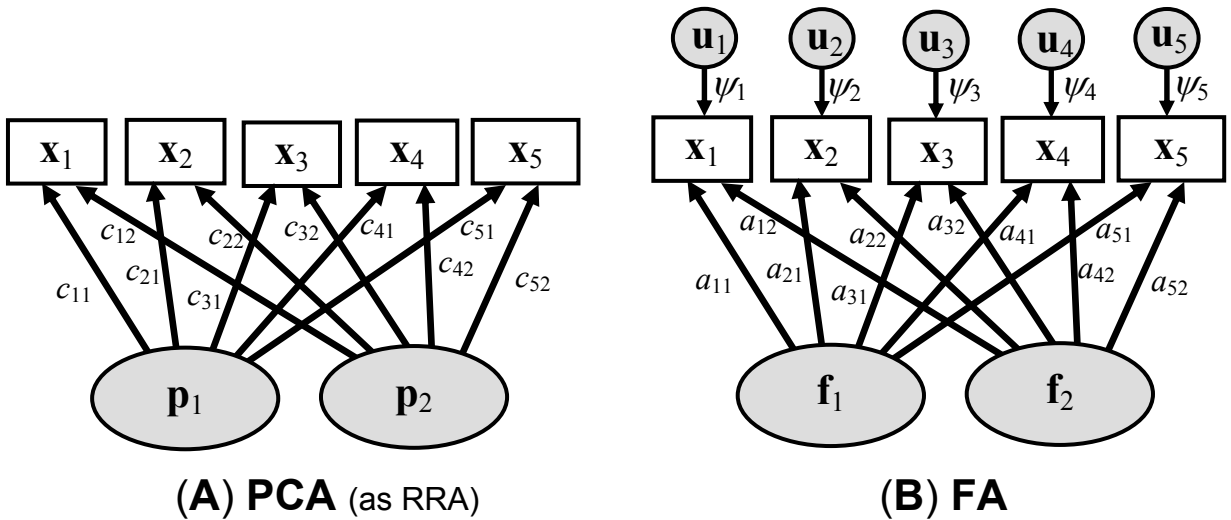 u1 u2 u3 u4 u5
ψ1 ψ2 ψ3 ψ4 ψ5
x1 x2 x3 x4 x5
x1 x2 x3 x4 x5
c12 c22 c32 c41 c51
c11 c21 c31 c42 c52
a12 a22 a32 a41 a51
a11 a21 a31 a42 a52
p1 p2
f1 f2
(A) PCA (as RRA)
(B) FA